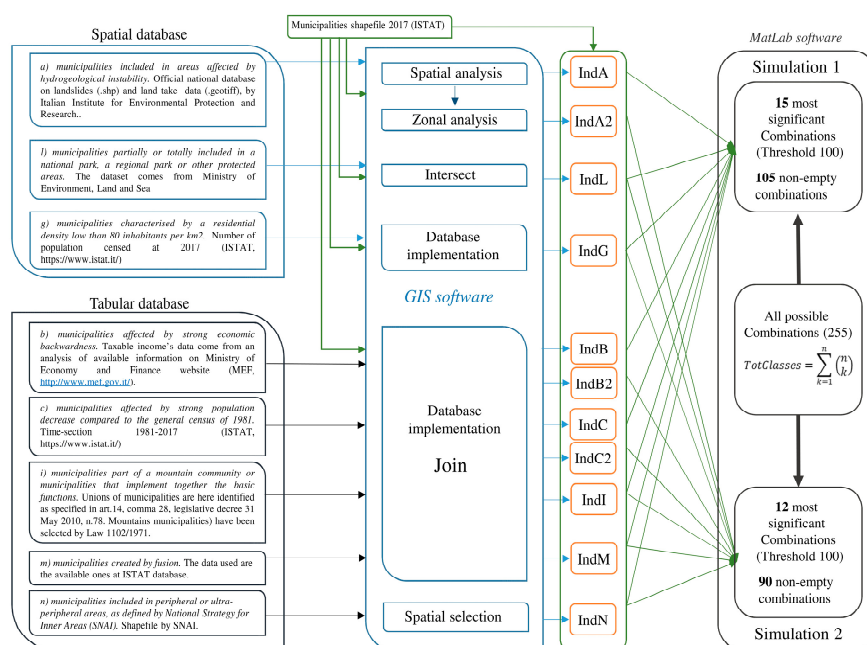 Municipalities shapefile 2017 (ISTAT)
Spatial database
a) municipalities included in areas affected by
hydrogeological instability. Official national database
on landslides (.shp) and land take data (.geotiff), by
Italian Institute for Environmental Protection and
Research..
l) municipalities partially or totally included in a
national park, a regional park or other protected
areas. The dataset comes from Ministry of
Environment, Land and Sea
g) municipalities characterised by a residential
density low than 80 inhabitants per km2. Number of
population censed at 2017 (ISTAT,
https://www.istat.it/)
Tabular database
b) municipalities affected by strong economic
backwardness. Taxable income's data come from an
analysis of available information on Ministry of
Economy and Finance website (MEF,
http://www.mef.gov.it/).
c) municipalities affected by strong population
decrease compared to the general census of 1981.
Time-section 1981-2017 (ISTAT,
https://www.istat.it/)
i) municipalities part of a mountain community or
municipalities that implement together the basic
functions. Unions of municipalities are here identified
as specified in art.14, comma 28, legislative decree 31
May 2010, n.78. Mountains municipalities) have been
selected by Law 1102/1971.
m) municipalities created by fusion. The data used are
the available ones at ISTAT database.
n) municipalities included in peripheral or ultra-
peripheral areas, as defined by National Strategy for
Inner Areas (SNAI). Shapefile by SNAI.
Spatial analysis
Zonal analysis
Intersect
Database
implementation
GIS software
Database
implementation
Join
Spatial selection
IndA
IndA2
IndL
IndG
IndB
IndB2
IndC
IndC2
IndI
IndM
IndN
MatLab software
Simulation 1
15 most
significant
Combinations
(Threshold 100)
105 non-empty
combinations
All possible
Combinations (255)
TotClasses = ∑ₖ₌₁ⁿ (n k)
12 most
significant
Combinations
(Threshold 100)
90 non-empty
combinations
Simulation 2